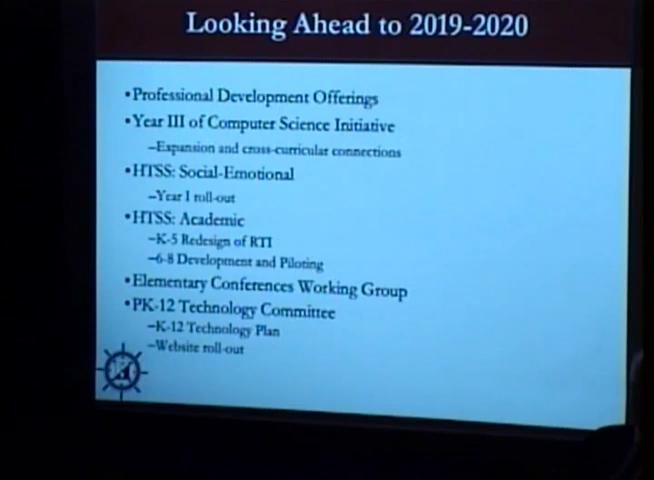 Looking Ahead to 2019-2020
•Professional Development Offerings
•Year III of Computer Science Initiative
–Expansion and cross-curricular connections
•HTSS: Social-Emotional
–Year I roll-out
•HTSS: Academic
–K-5 Redesign of RTI
–6-8 Development and Piloting
•Elementary Conferences Working Group
•PK-12 Technology Committee
–K-12 Technology Plan
–Website roll-out